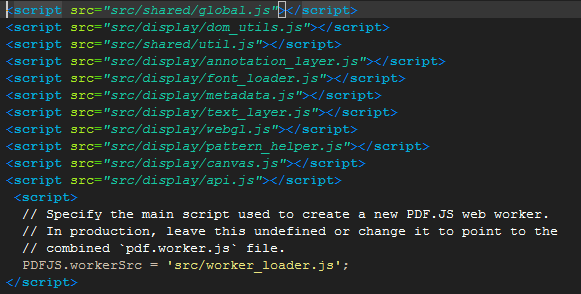 <script src="src/shared/global.js"></script>
<script src="src/display/dom_utils.js"></script>
<script src="src/shared/util.js"></script>
<script src="src/display/annotation_layer.js"></script>
<script src="src/display/font_loader.js"></script>
<script src="src/display/metadata.js"></script>
<script src="src/display/text_layer.js"></script>
<script src="src/display/webgl.js"></script>
<script src="src/display/pattern_helper.js"></script>
<script src="src/display/canvas.js"></script>
<script src="src/display/api.js"></script>
<script>
// Specify the main script used to create a new PDF.JS web worker.
// In production, leave this undefined or change it to point to the
// combined `pdf.worker.js` file.
PDFJS.workerSrc = 'src/worker_loader.js';
</script>